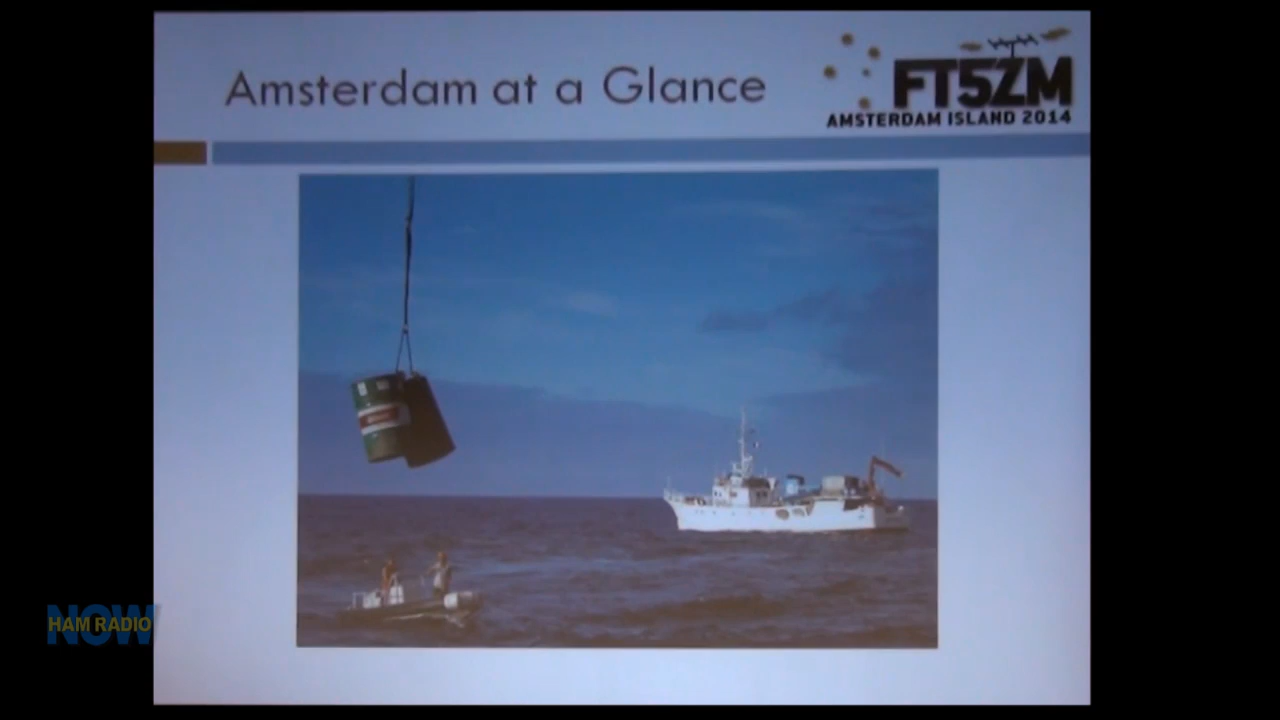 Amsterdam at a Glance
FT5ZM
AMSTERDAM ISLAND 2014
HAM RADIO
NOW